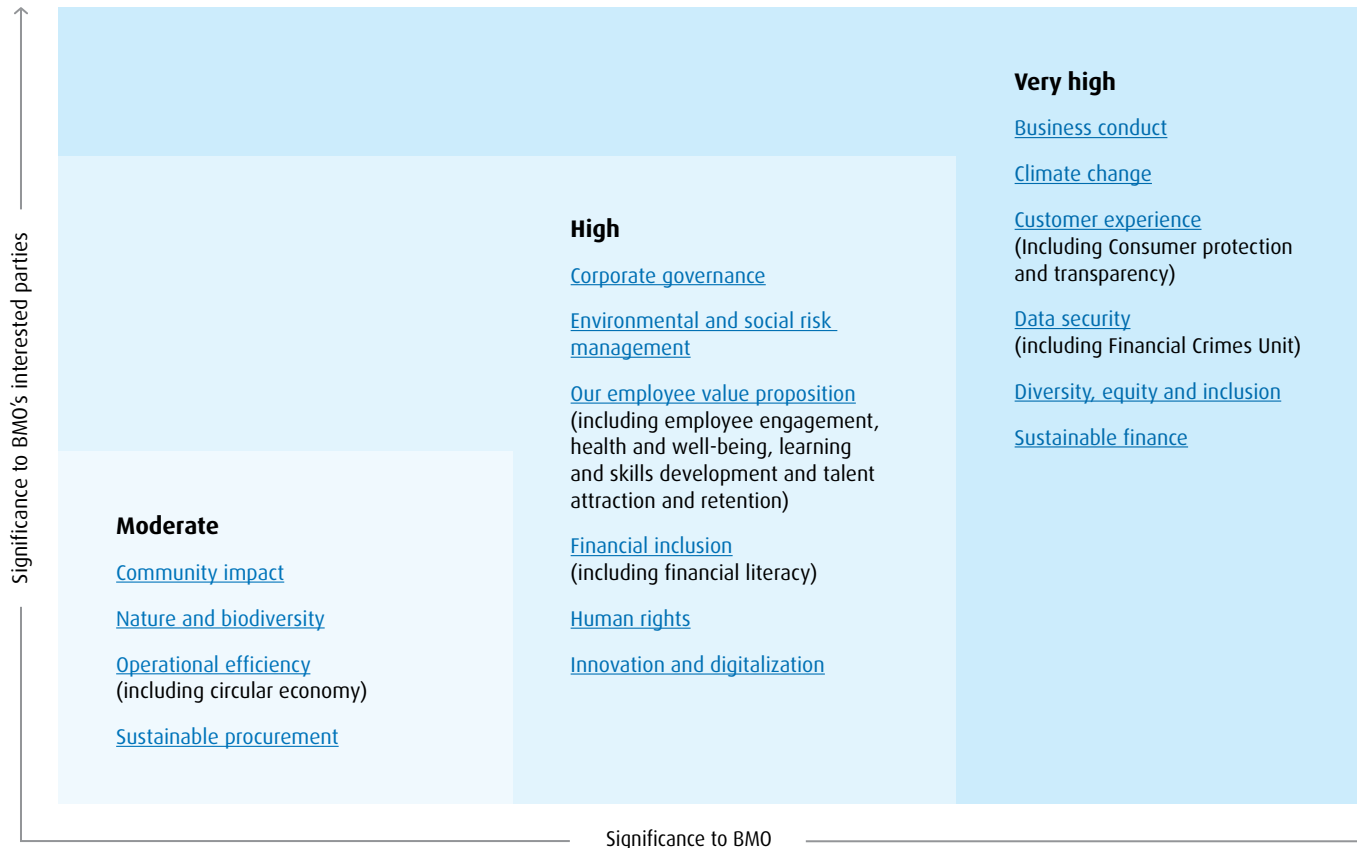 Significance to BMO's interested parties
Very high
Business conduct
Climate change
Customer experience
(Including Consumer protection
and transparency)
Data security
(including Financial Crimes Unit)
Diversity, equity and inclusion
Sustainable finance
High
Corporate governance
Environmental and social risk
management
Our employee value proposition
(including employee engagement,
health and well-being, learning
and skills development and talent
attraction and retention)
Financial inclusion
(including financial literacy)
Human rights
Innovation and digitalization
Moderate
Community impact
Nature and biodiversity
Operational efficiency
(including circular economy)
Sustainable procurement
Significance to BMO